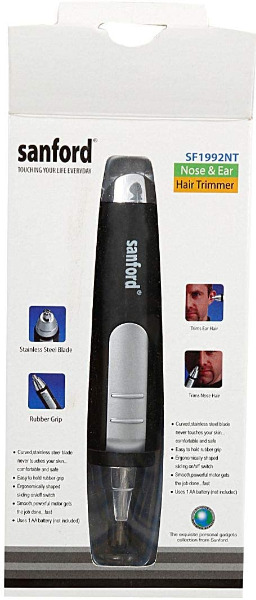 sanford®
TOUCHING YOUR LIFE EVERYDAY
SF1992NT
Nose & Ear
Hair Trimmer
sanford®
Stainless Steel Blade
Rubber Grip
Trims Ear Hair
Trims Nose Hair
• Curved,stainless steel blade
never touches your skin...
comfortable and safe
• Easy to hold rubber grip
• Ergonomically shaped
sliding on/off switch
• Smooth,powerful motor gets
the job done...fast
• Uses 1AA battery (not included)
• Curved,stainless steel blade
never touches your skin...
comfortable and safe
• Easy to hold rubber grip
• Ergonomically shaped
sliding on/off switch
• Smooth,powerful motor gets
the job done...fast
• Uses 1AA battery (not included)
The exquisite personal gadgets
collection from Sanford